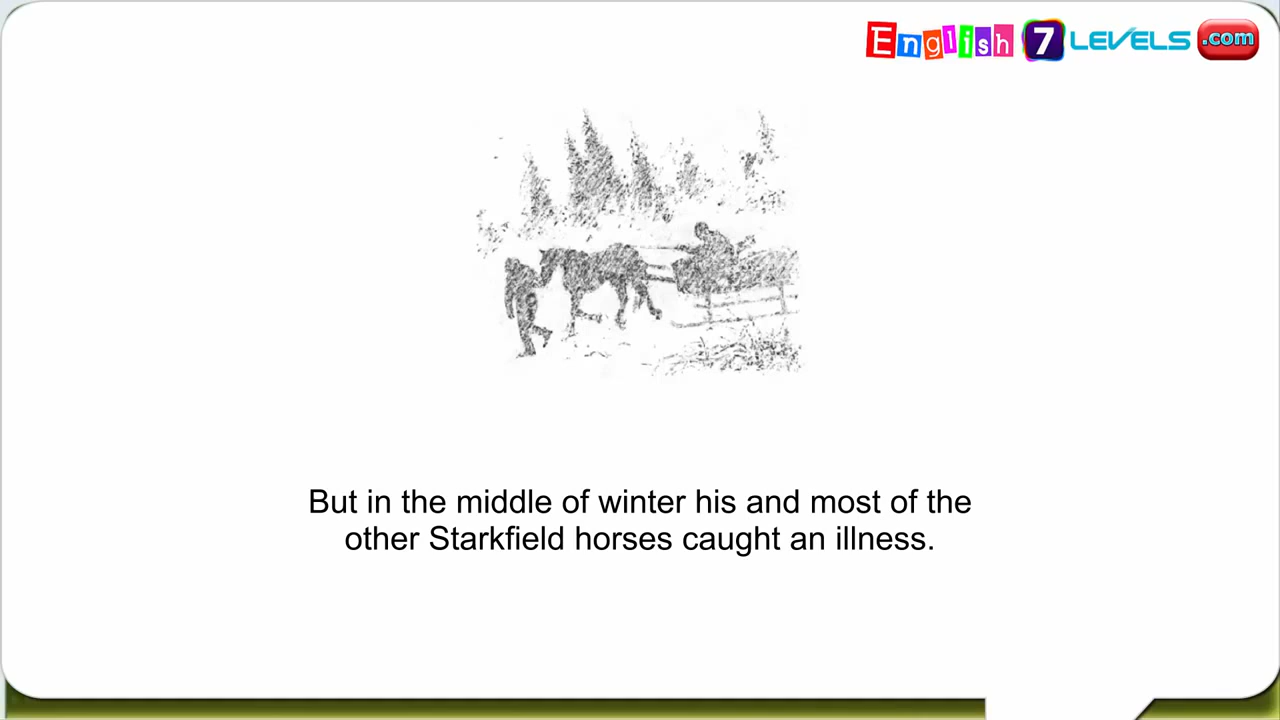 English 7 LEVELS .com
But in the middle of winter his and most of the
other Starkfield horses caught an illness.